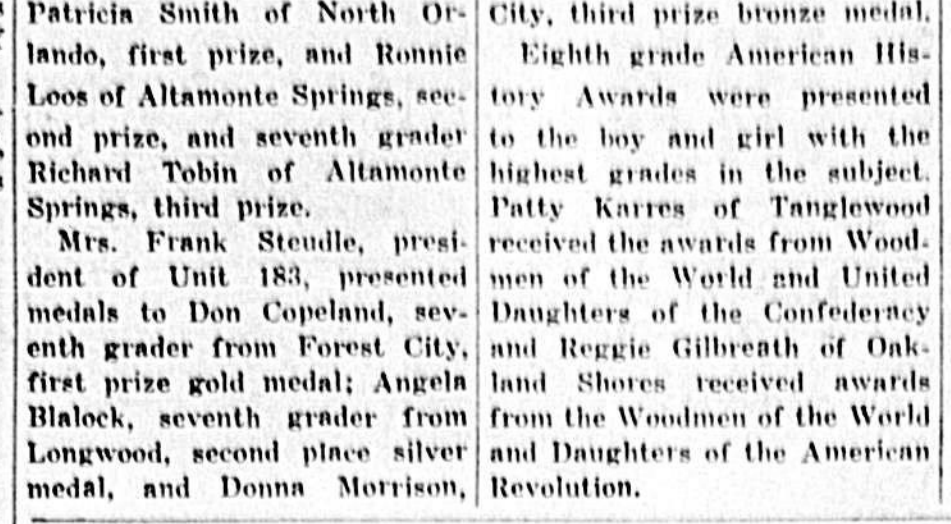 Patricia Smith of North Or-
lando, first prize, and Ronnie
Loos of Altamonte Springs, sec-
ond prize, and seventh grader
Richard Tobin of Altamonte
Springs, third prize.
Mrs. Frank Steudle, presi-
dent of Unit 183, presented
medals to Don Copeland, sev-
enth grader from Forest City,
first prize gold medal; Angela
Blalock, seventh grader from
Longwood, second place silver
medal, and Donna Morrison,
City, third prize bronze medal.
Eighth grade American His-
tory Awards were presented
to the boy and girl with the
highest grades in the subject.
Patty Karres of Tanglewood
received the awards from Wood-
men of the World and United
Daughters of the Confederacy
and Reggie Gilbreath of Oak-
land Shores received awards
from the Woodmen of the World
and Daughters of the American
Revolution.